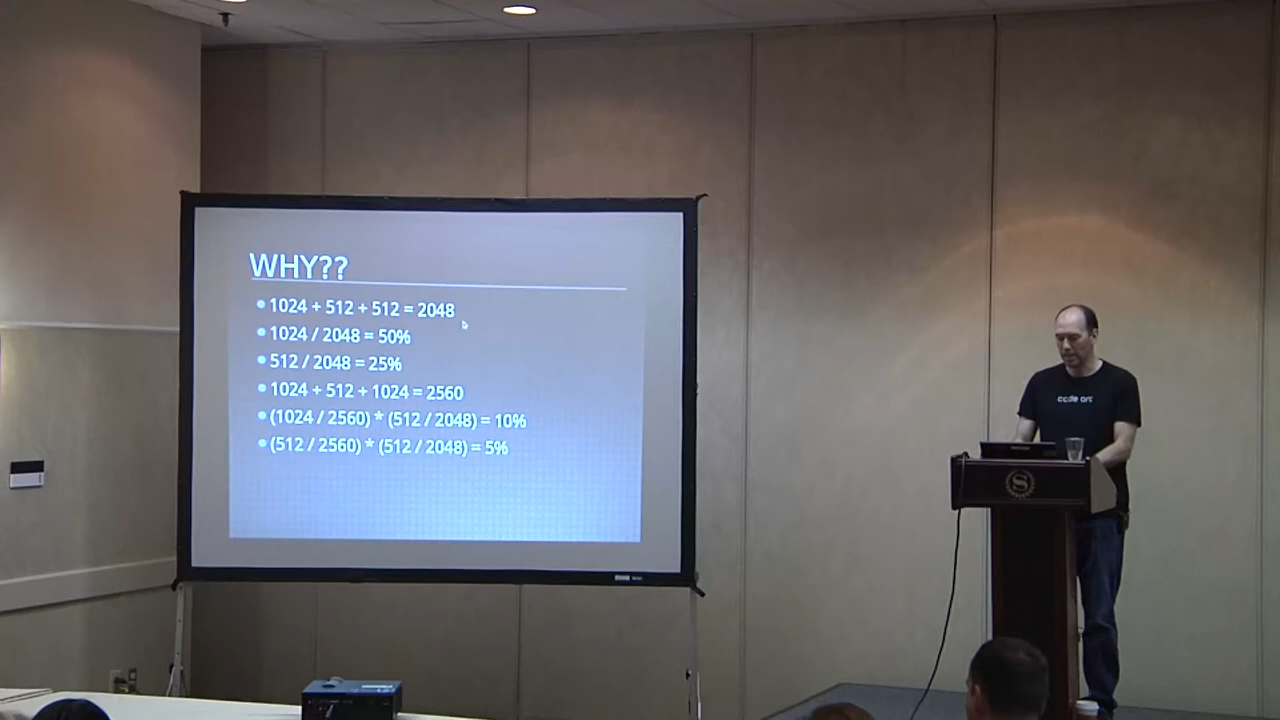 WHY??
1024 + 512 + 512 = 2048
1024 / 2048 = 50%
512 / 2048 = 25%
1024 + 512 + 1024 = 2560
(1024 / 2560) * (512 / 2048) = 10%
(512 / 2560) * (512 / 2048) = 5%
code orc
S